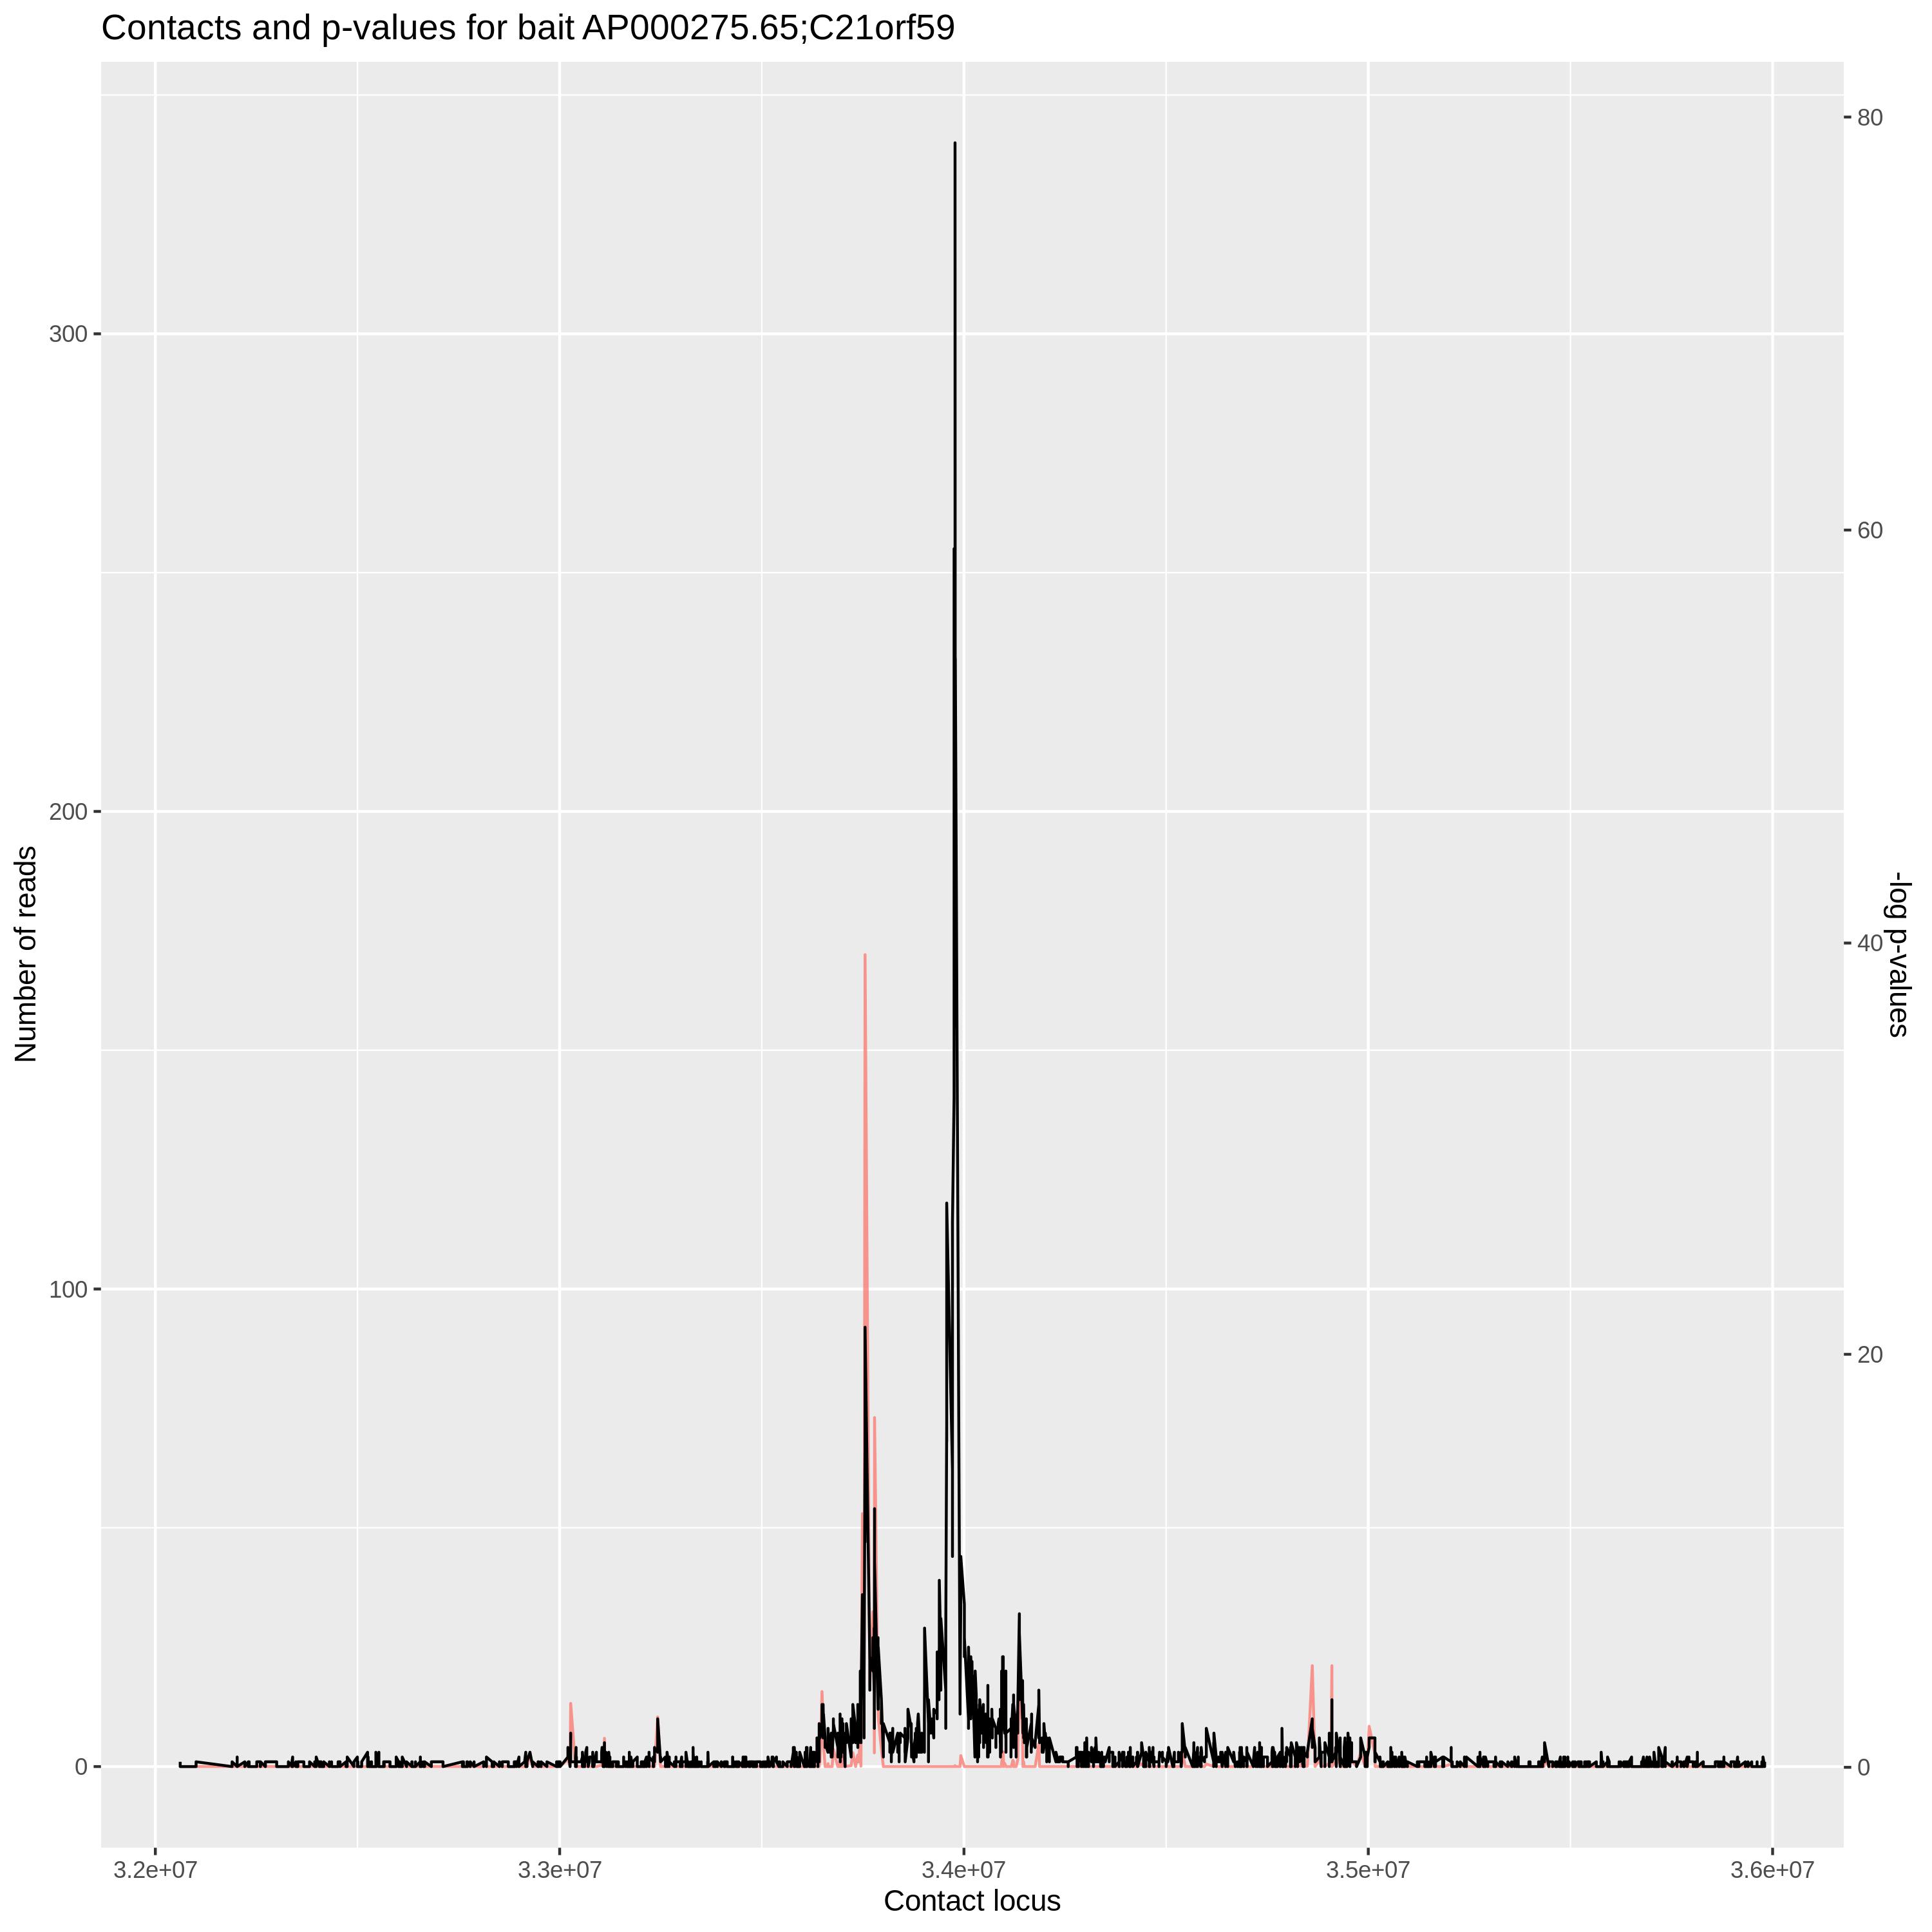 Contacts and p-values for bait AP000275.65;C21orf59
Number of reads
300
200
100
0
80
60
40
20
0
-log p-values
3.2e+07 3.3e+07 3.4e+07 3.5e+07 3.6e+07
Contact locus